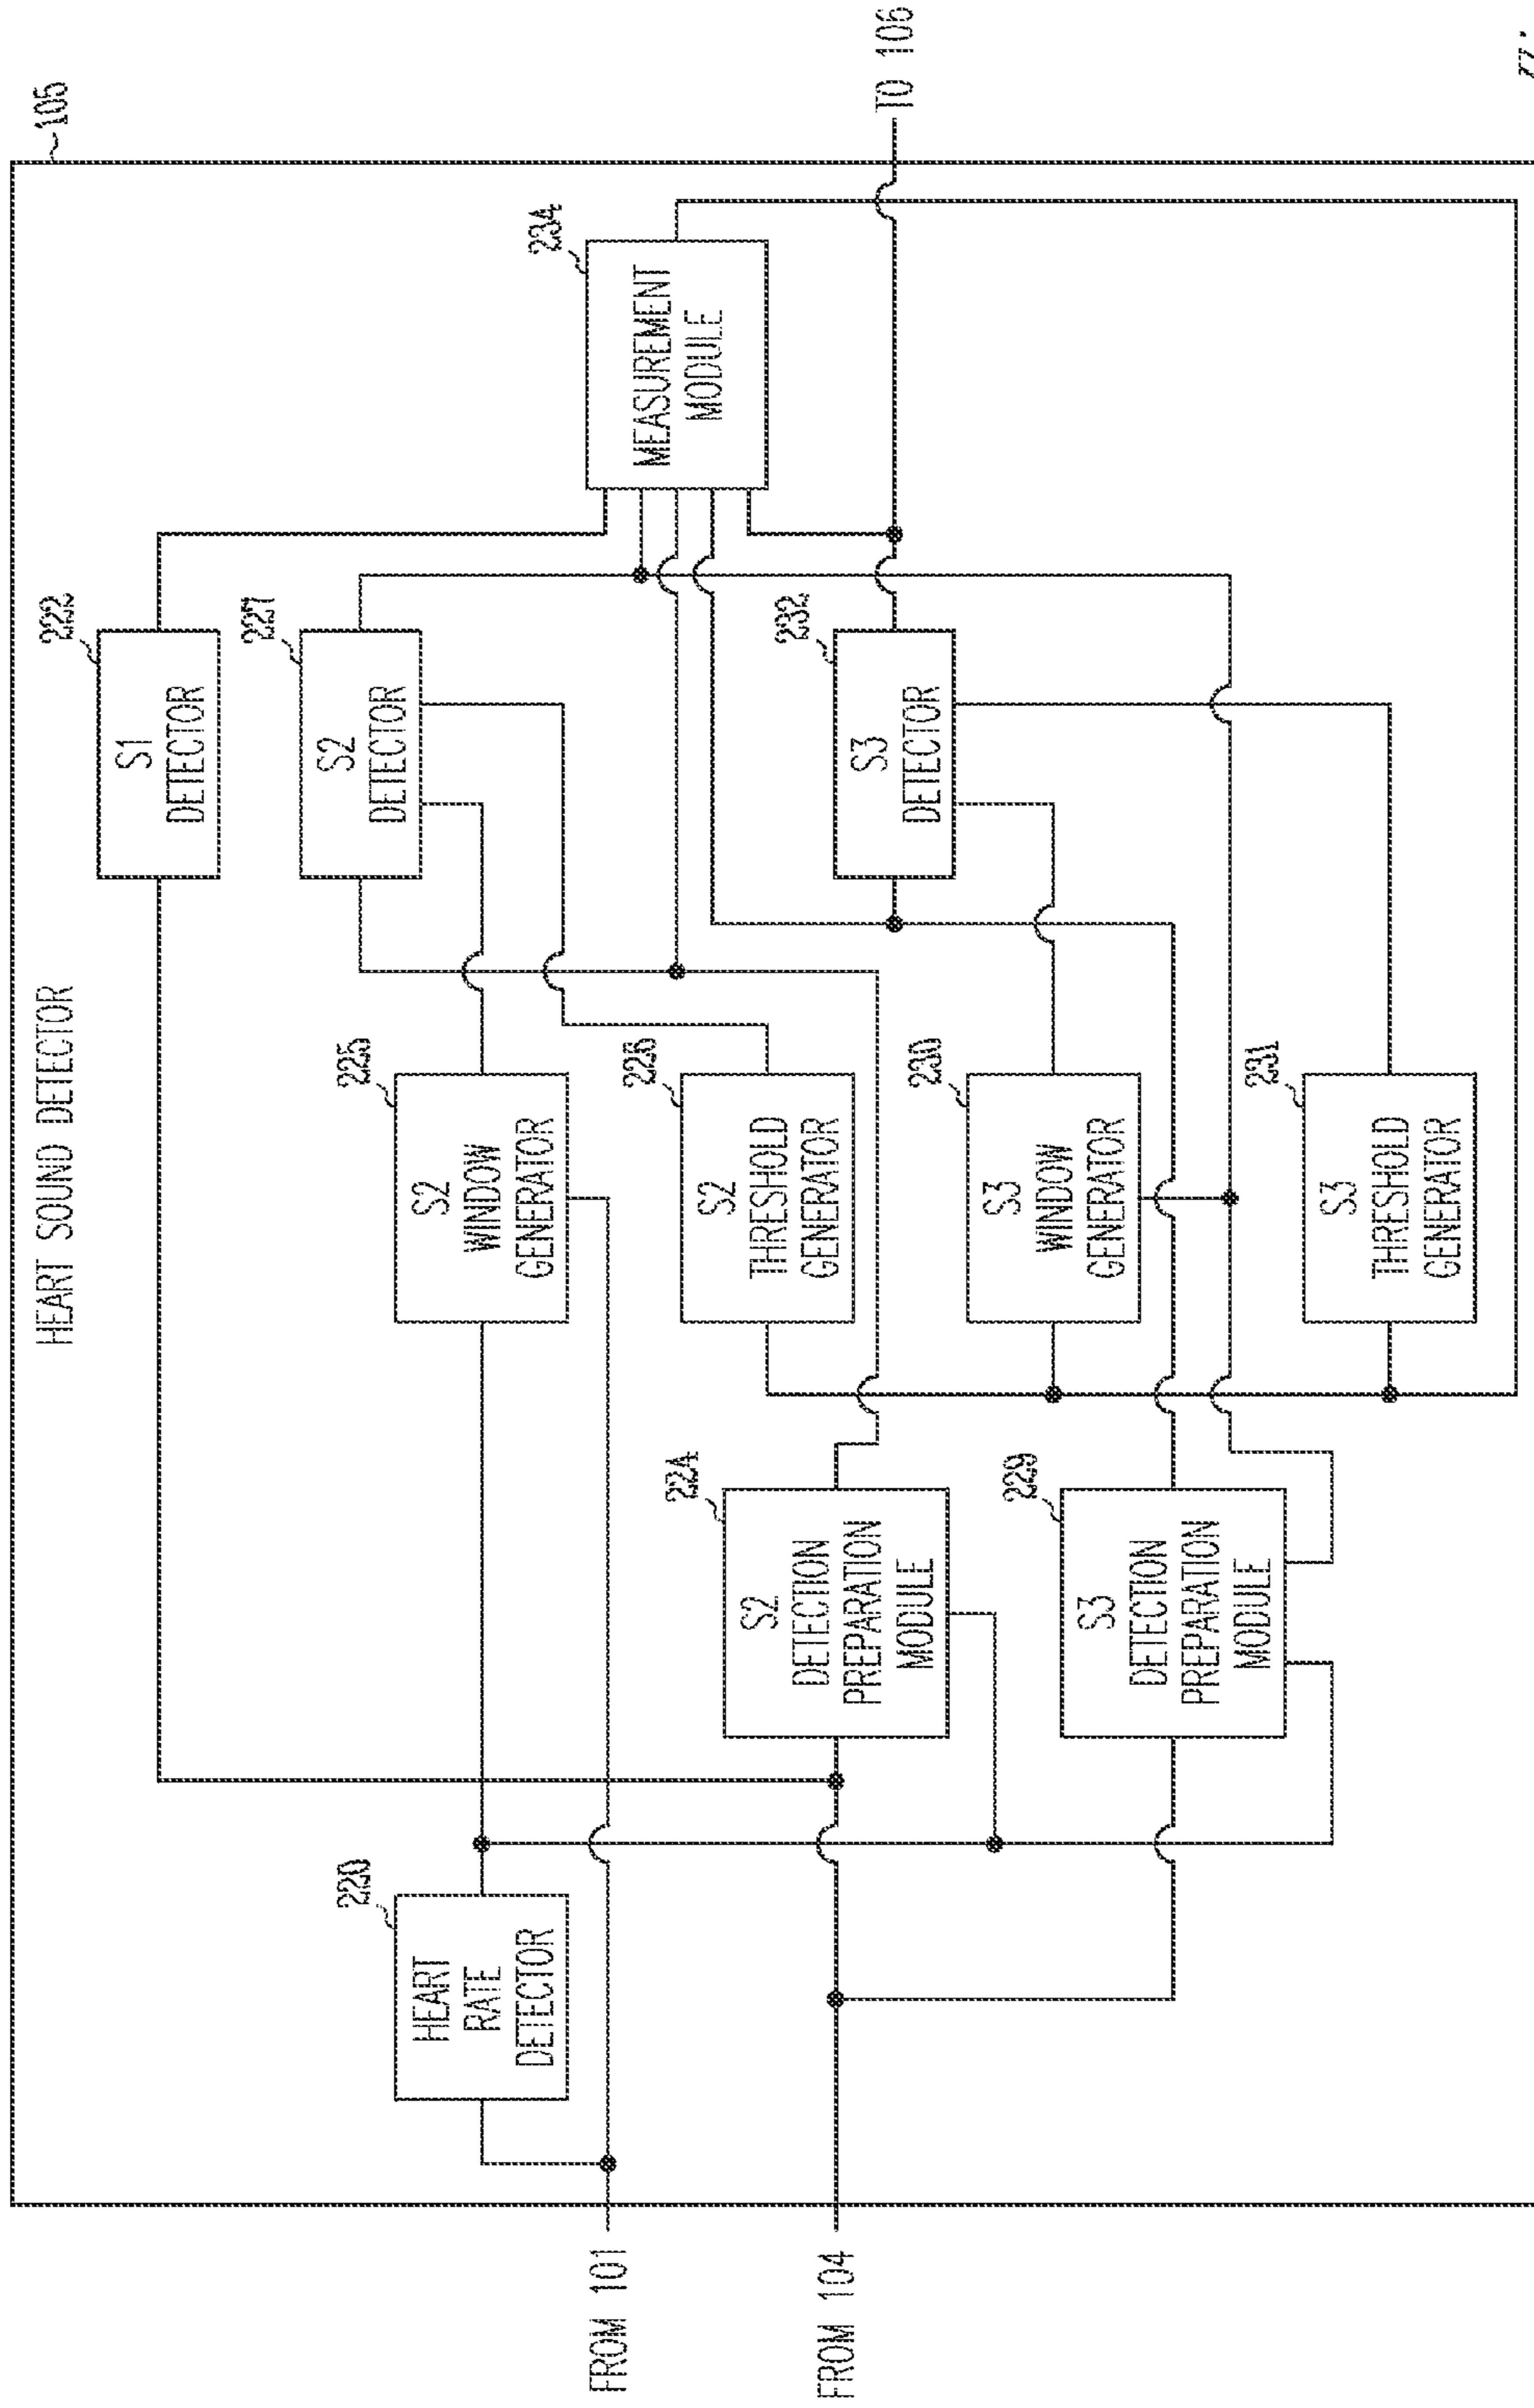 HEART SOUND DETECTOR
105
222
S1
DETECTOR
227
S2
DETECTOR
234
MEASUREMENT
MODULE
TO 106
232
S3
DETECTOR
225
S2
WINDOW
GENERATOR
226
S2
THRESHOLD
GENERATOR
230
S3
WINDOW
GENERATOR
231
S3
THRESHOLD
GENERATOR
220
HEART
RATE
DETECTOR
224
S2
DETECTION
PREPARATION
MODULE
229
S3
DETECTION
PREPARATION
MODULE
FROM 101
FROM 104